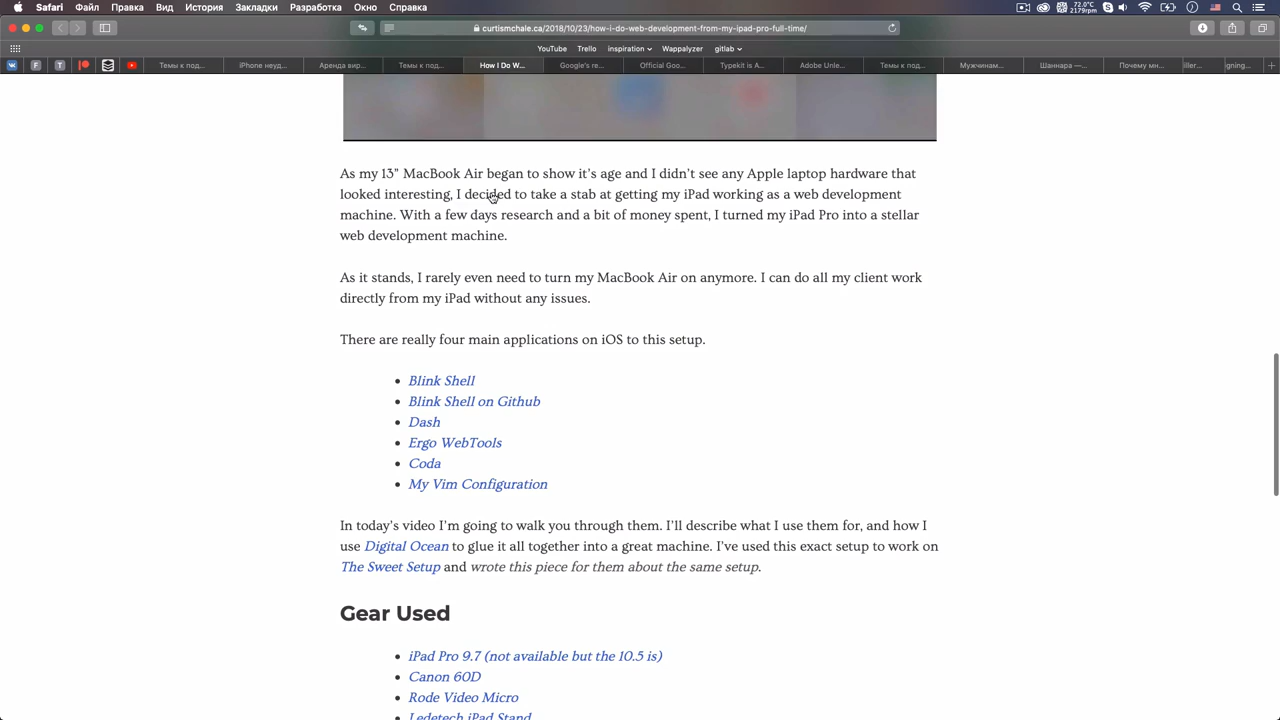 Safari Файл Правка Вид История Закладки Разработка Окно Справка
72,0°C
2179rpm
curtismchale.ca/2018/10/23/how-i-do-web-development-from-my-ipad-pro-full-time/
YouTube Trello inspiration Wappalyzer gitlab
Темы к под... iPhone неуд... Аренда вир... Темы к под... How I Do W... Google's re... Official Goo... Typekit is A... Adobe Unle... Темы к под... Мужчинам... Шаннара —... Почему мн... iller... igning...
As my 13” MacBook Air began to show it’s age and I didn’t see any Apple laptop hardware that
looked interesting, I decided to take a stab at getting my iPad working as a web development
machine. With a few days research and a bit of money spent, I turned my iPad Pro into a stellar
web development machine.
As it stands, I rarely even need to turn my MacBook Air on anymore. I can do all my client work
directly from my iPad without any issues.
There are really four main applications on iOS to this setup.
• Blink Shell
• Blink Shell on Github
• Dash
• Ergo WebTools
• Coda
• My Vim Configuration
In today’s video I’m going to walk you through them. I’ll describe what I use them for, and how I
use Digital Ocean to glue it all together into a great machine. I’ve used this exact setup to work on
The Sweet Setup and wrote this piece for them about the same setup.
Gear Used
• iPad Pro 9.7 (not available but the 10.5 is)
• Canon 60D
• Rode Video Micro
• Ledetech iPad Stand